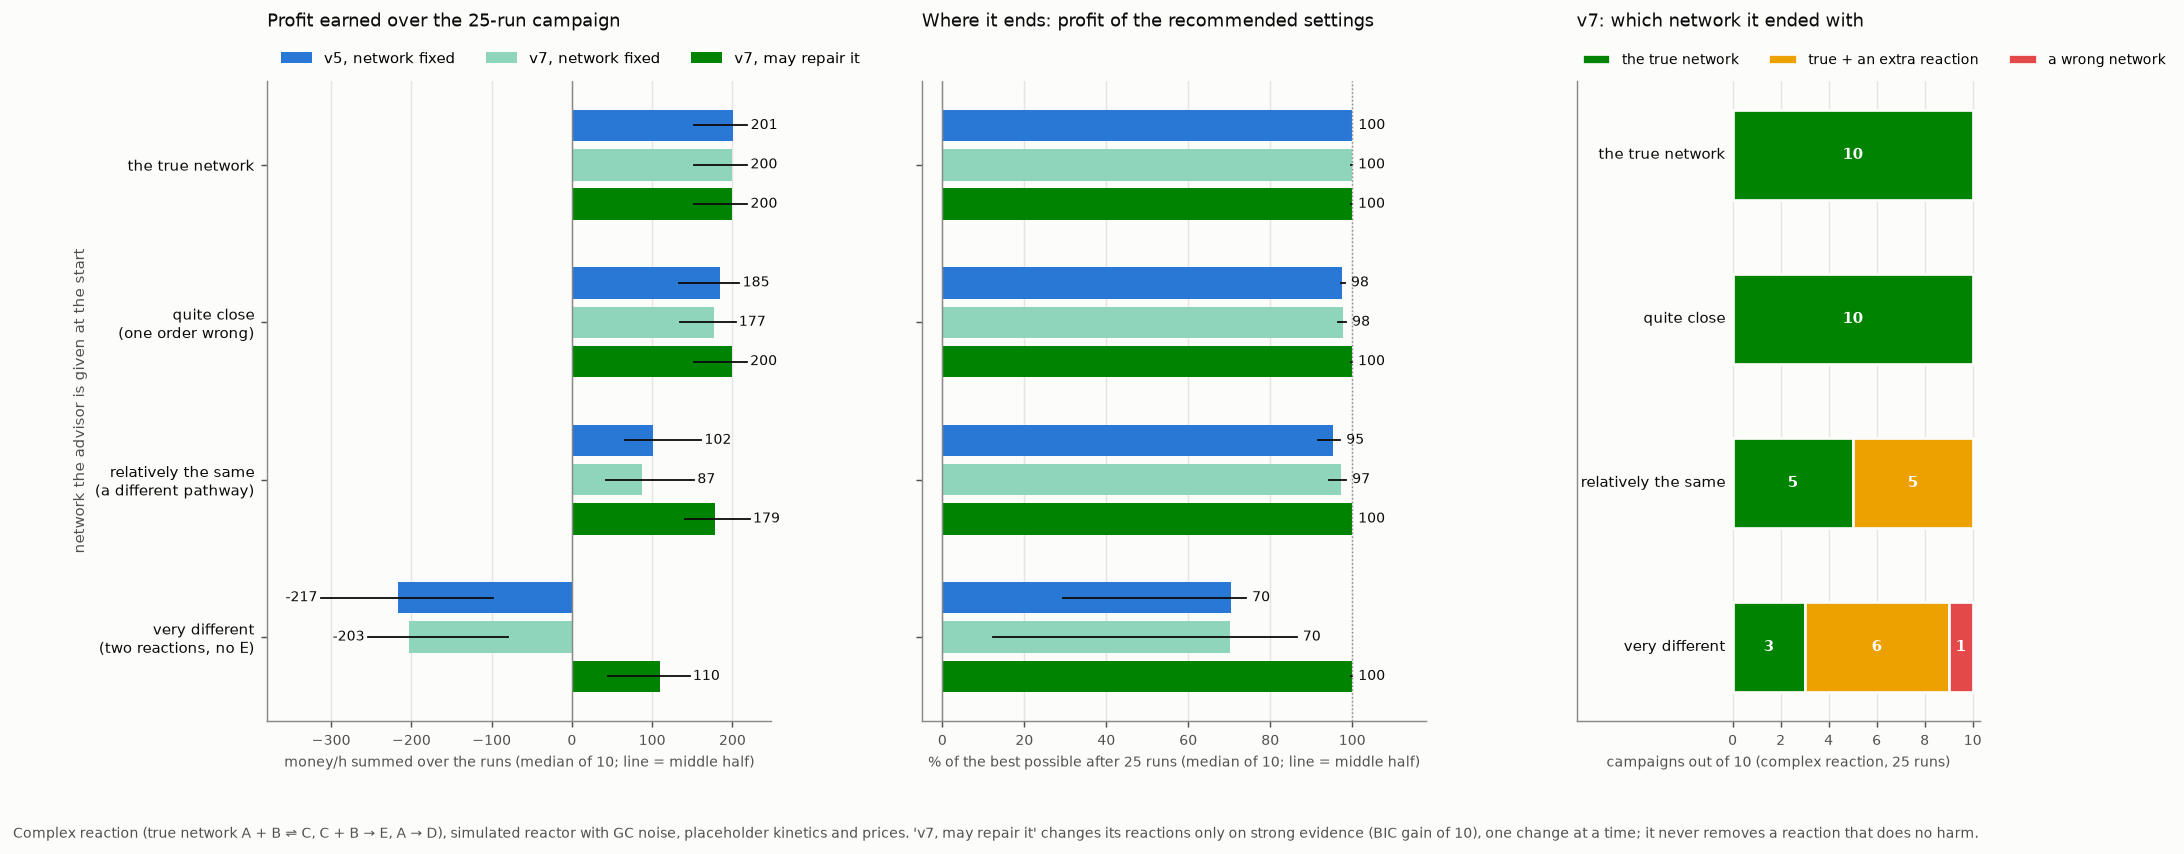 Profit earned over the 25-run campaign
v5, network fixed
v7, network fixed
v7, may repair it
network the advisor is given at the start
the true network
201
200
200
quite close
(one order wrong)
185
177
200
relatively the same
(a different pathway)
102
87
179
very different
(two reactions, no E)
-217
-203
110
−300
−200
−100
0
100
200
money/h summed over the runs (median of 10; line = middle half)
Where it ends: profit of the recommended settings
100
100
100
98
98
100
95
97
100
70
70
100
0
20
40
60
80
100
% of the best possible after 25 runs (median of 10; line = middle half)
v7: which network it ended with
the true network
true + an extra reaction
a wrong network
the true network
10
quite close
10
relatively the same
5
5
very different
3
6
1
0
2
4
6
8
10
campaigns out of 10 (complex reaction, 25 runs)
Complex reaction (true network A + B ⇌ C, C + B → E, A → D), simulated reactor with GC noise, placeholder kinetics and prices. 'v7, may repair it' changes its reactions only on strong evidence (BIC gain of 10), one change at a time; it never removes a reaction that does no harm.